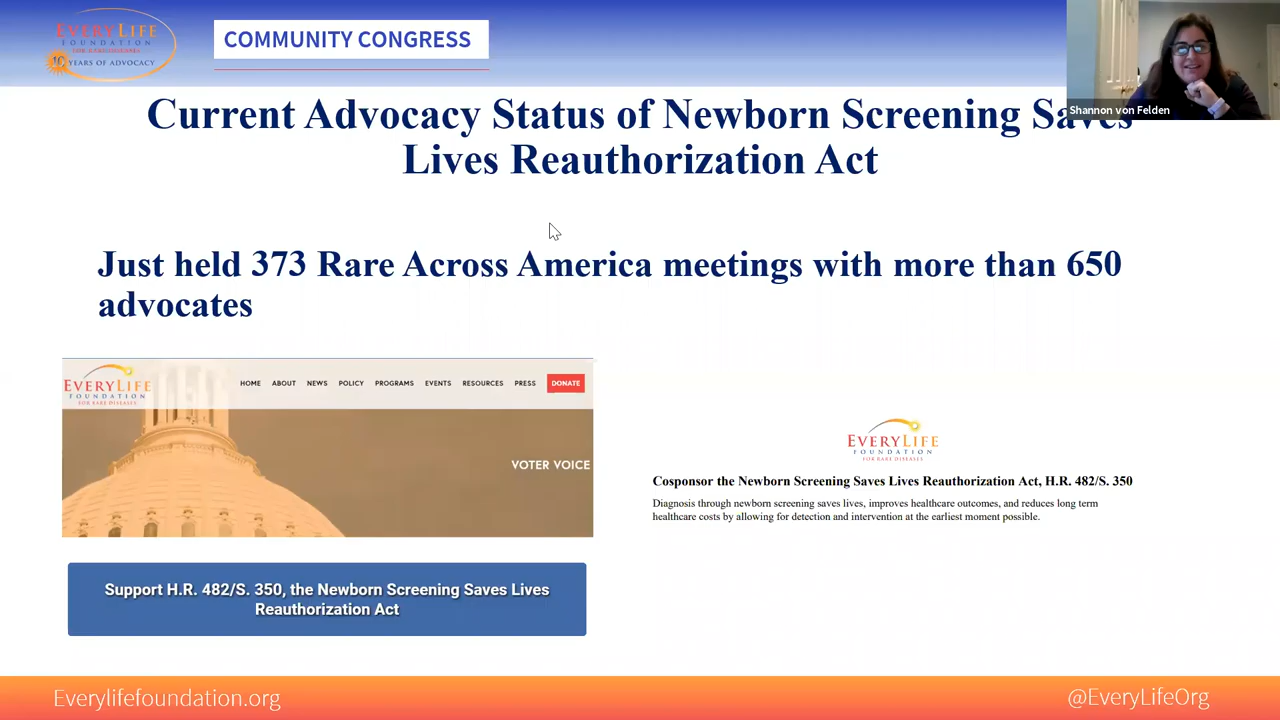 EVERYLIFE
FOUNDATION
FOR RARE DISEASES
10 YEARS OF ADVOCACY
COMMUNITY CONGRESS
Shannon von Felden
Current Advocacy Status of Newborn Screening Saves
Lives Reauthorization Act
Just held 373 Rare Across America meetings with more than 650
advocates
EVERYLIFE
FOUNDATION
FOR RARE DISEASES
HOME ABOUT NEWS POLICY PROGRAMS EVENTS RESOURCES PRESS DONATE
VOTER VOICE
Support H.R. 482/S. 350, the Newborn Screening Saves Lives
Reauthorization Act
EVERYLIFE
FOUNDATION
FOR RARE DISEASES
Cosponsor the Newborn Screening Saves Lives Reauthorization Act, H.R. 482/S. 350
Diagnosis through newborn screening saves lives, improves healthcare outcomes, and reduces long term
healthcare costs by allowing for detection and intervention at the earliest moment possible.
Everylifefoundation.org
@EveryLifeOrg